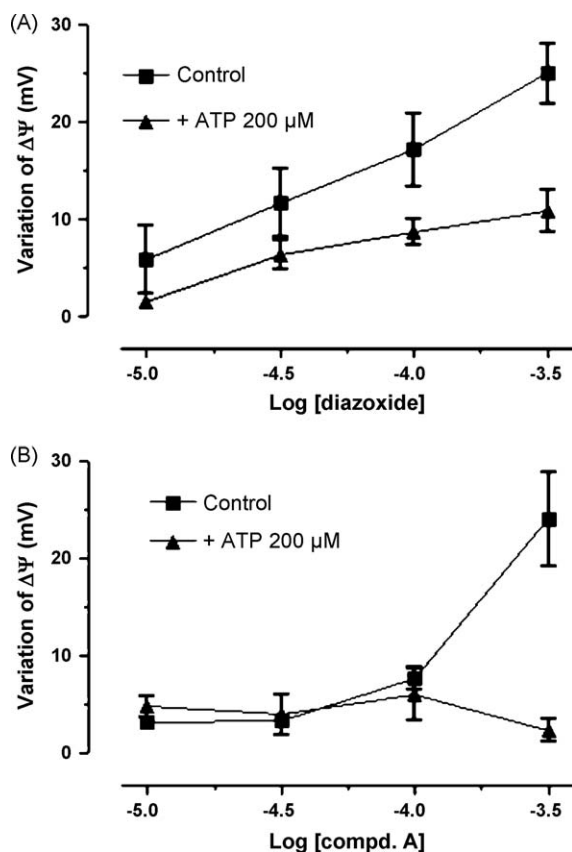 (A)
30
20
10
0
Variation of ΔΨ (mV)
Control
+ ATP 200 μM
-5.0 -4.5 -4.0 -3.5
Log [diazoxide]
(B)
30
20
10
0
Variation of ΔΨ (mV)
Control
+ ATP 200 μM
-5.0 -4.5 -4.0 -3.5
Log [compd. A]